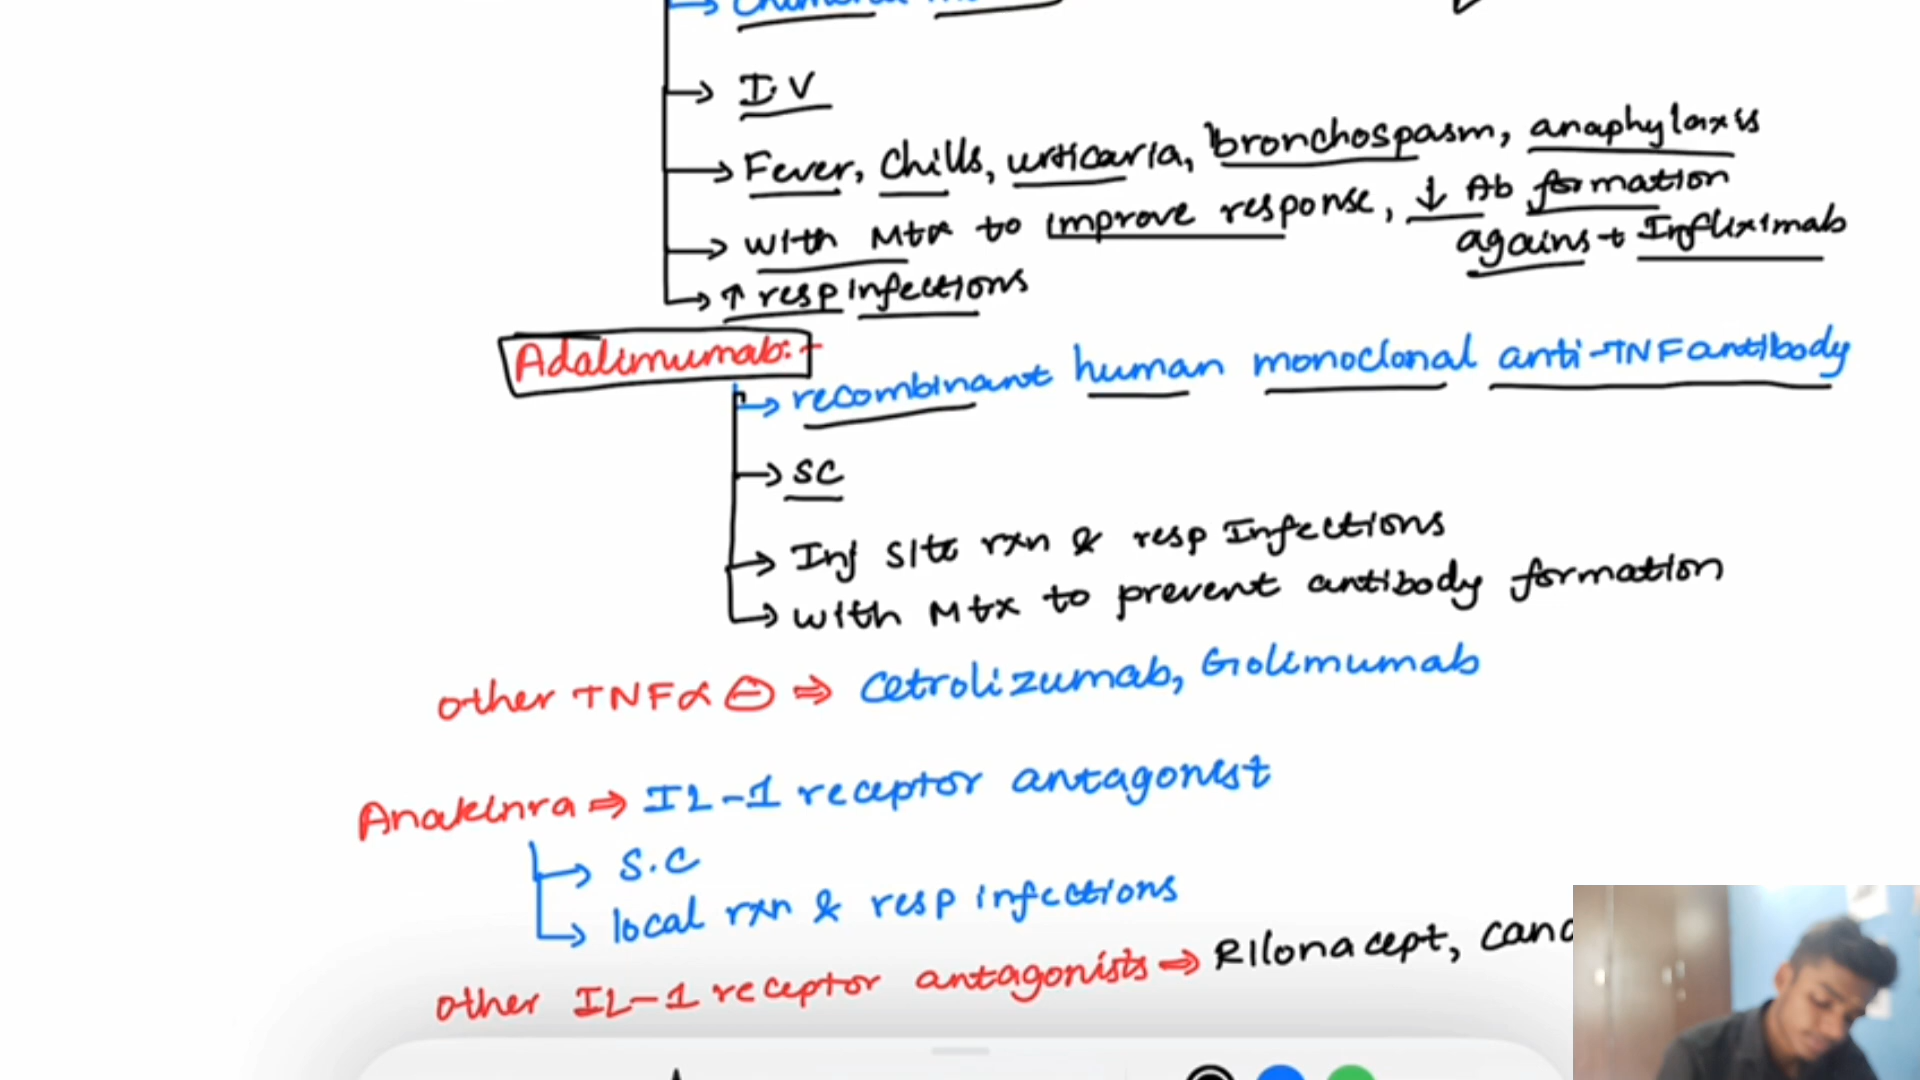 IV
Fever, Chills, urticaria, bronchospasm, anaphylaxis
with Mtx to improve response, ↓ Ab formation
against Infliximab
↑ resp infections
Adalimumab:-
recombinant human monoclonal anti-TNF antibody
SC
Inj site rxn & resp Infections
with Mtx to prevent antibody formation
other TNFα ⊖ ⇒ Cetrolizumab, Golimumab
Anakinra ⇒ IL-1 receptor antagonist
S.C
local rxn & resp infections
other IL-1 receptor antagonists ⇒ Rilonacept,